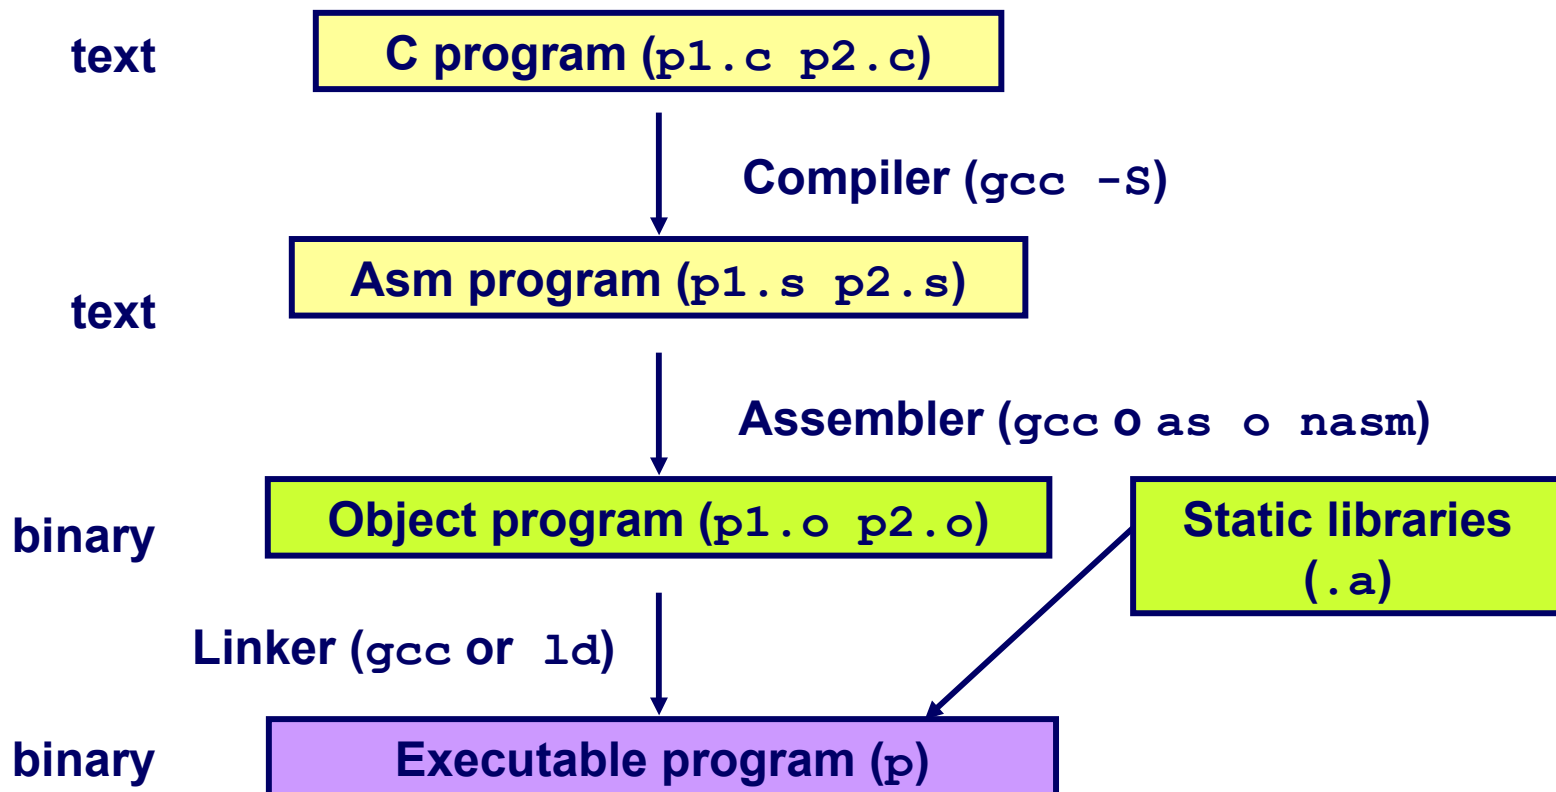 text
C program (p1.c p2.c)
Compiler (gcc -S)
text
Asm program (p1.s p2.s)
Assembler (gcc o as o nasm)
binary
Object program (p1.o p2.o)
Static libraries
(.a)
Linker (gcc or ld)
binary
Executable program (p)